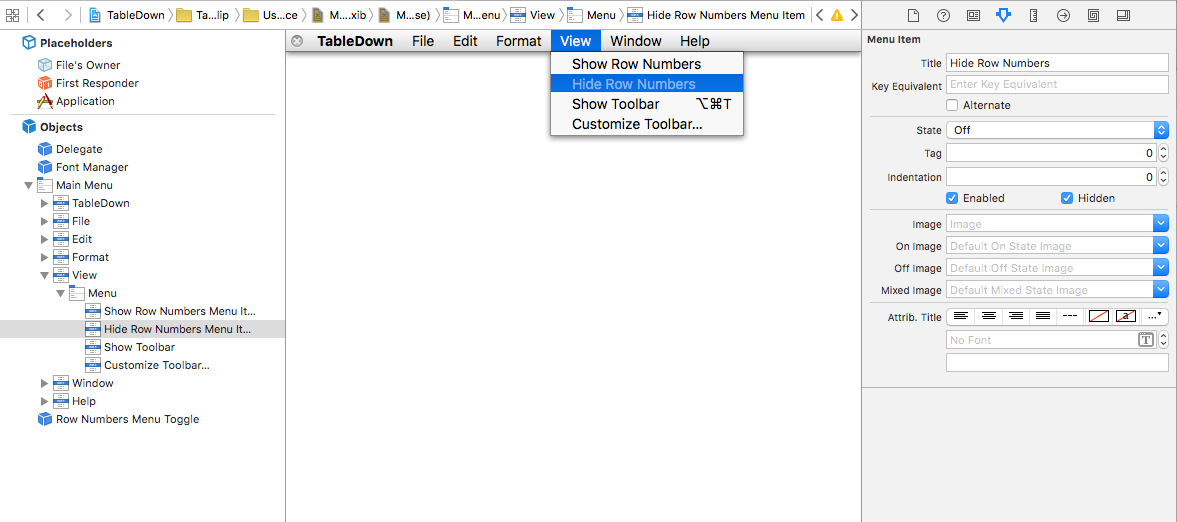 TableDown Ta...lip Us...ce M....xib M...se) M...enu View Menu Hide Row Numbers Menu Item
Placeholders
File's Owner
First Responder
Application
Objects
Delegate
Font Manager
Main Menu
TableDown
File
Edit
Format
View
Menu
Show Row Numbers Menu It...
Hide Row Numbers Menu It...
Show Toolbar
Customize Toolbar...
Window
Help
Row Numbers Menu Toggle
TableDown File Edit Format View Window Help
Show Row Numbers
Hide Row Numbers
Show Toolbar ⌥⌘T
Customize Toolbar...
Menu Item
Title Hide Row Numbers
Key Equivalent Enter Key Equivalent
Alternate
State Off
Tag 0
Indentation 0
Enabled Hidden
Image Image
On Image Default On State Image
Off Image Default Off State Image
Mixed Image Default Mixed State Image
Attrib. Title a ...
No Font T